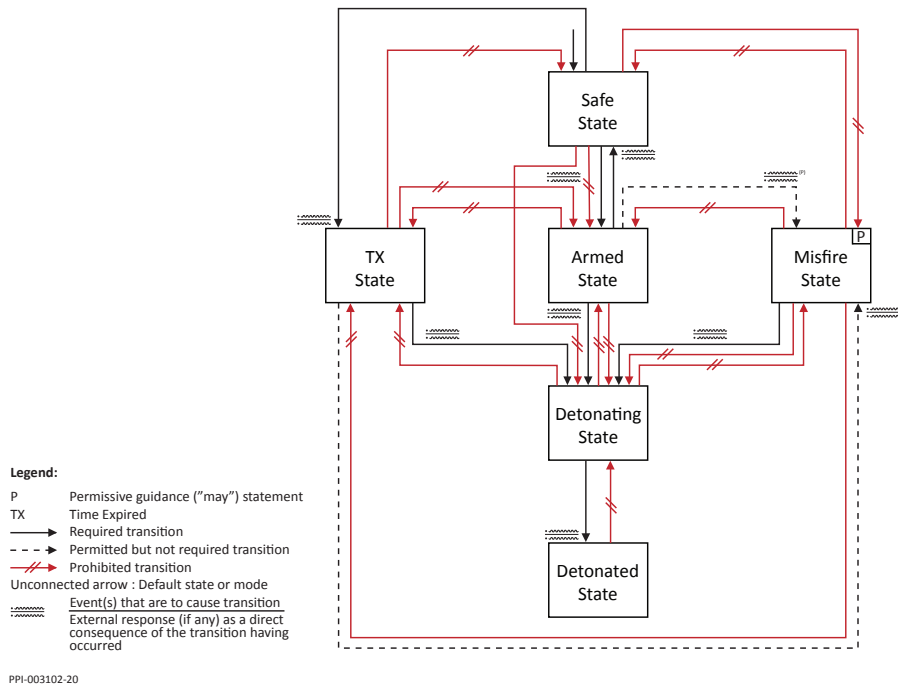 Safe
State
(P)
TX
State
Armed
State
P
Misfire
State
Detonating
State
Detonated
State
Legend:
P Permissive guidance ("may”) statement
TX Time Expired
Required transition
Permitted but not required transition
Prohibited transition
Unconnected arrow : Default state or mode
Event(s) that are to cause transition
External response (if any) as a direct
consequence of the transition having
occurred
PPI-003102-20